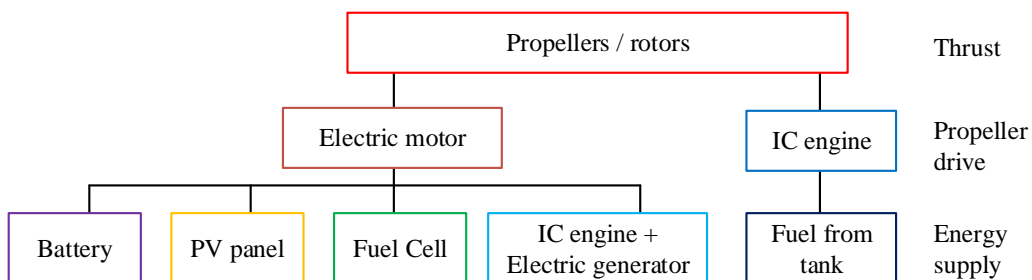 Propellers / rotors
Thrust
Electric motor
IC engine
Propeller
drive
Battery
PV panel
Fuel Cell
IC engine +
Electric generator
Fuel from
tank
Energy
supply